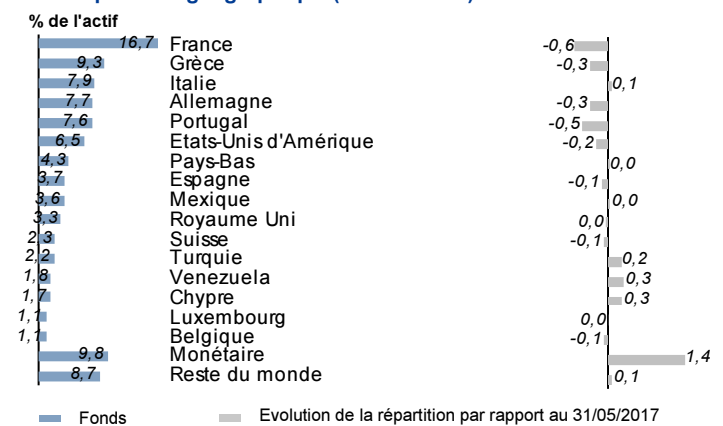 % de l'actif
16,7 France -0,6
9,3 Grèce -0,3
7,9 Italie 0,1
7,7 Allemagne -0,3
7,6 Portugal -0,5
6,5 Etats-Unis d'Amérique -0,2
4,3 Pays-Bas 0,0
3,7 Espagne -0,1
3,6 Mexique 0,0
3,3 Royaume Uni 0,0
2,3 Suisse -0,1
2,2 Turquie 0,2
1,8 Venezuela 0,3
1,7 Chypre 0,3
1,1 Luxembourg 0,0
1,1 Belgique -0,1
9,8 Monétaire 1,4
8,7 Reste du monde 0,1
Fonds Evolution de la répartition par rapport au 31/05/2017